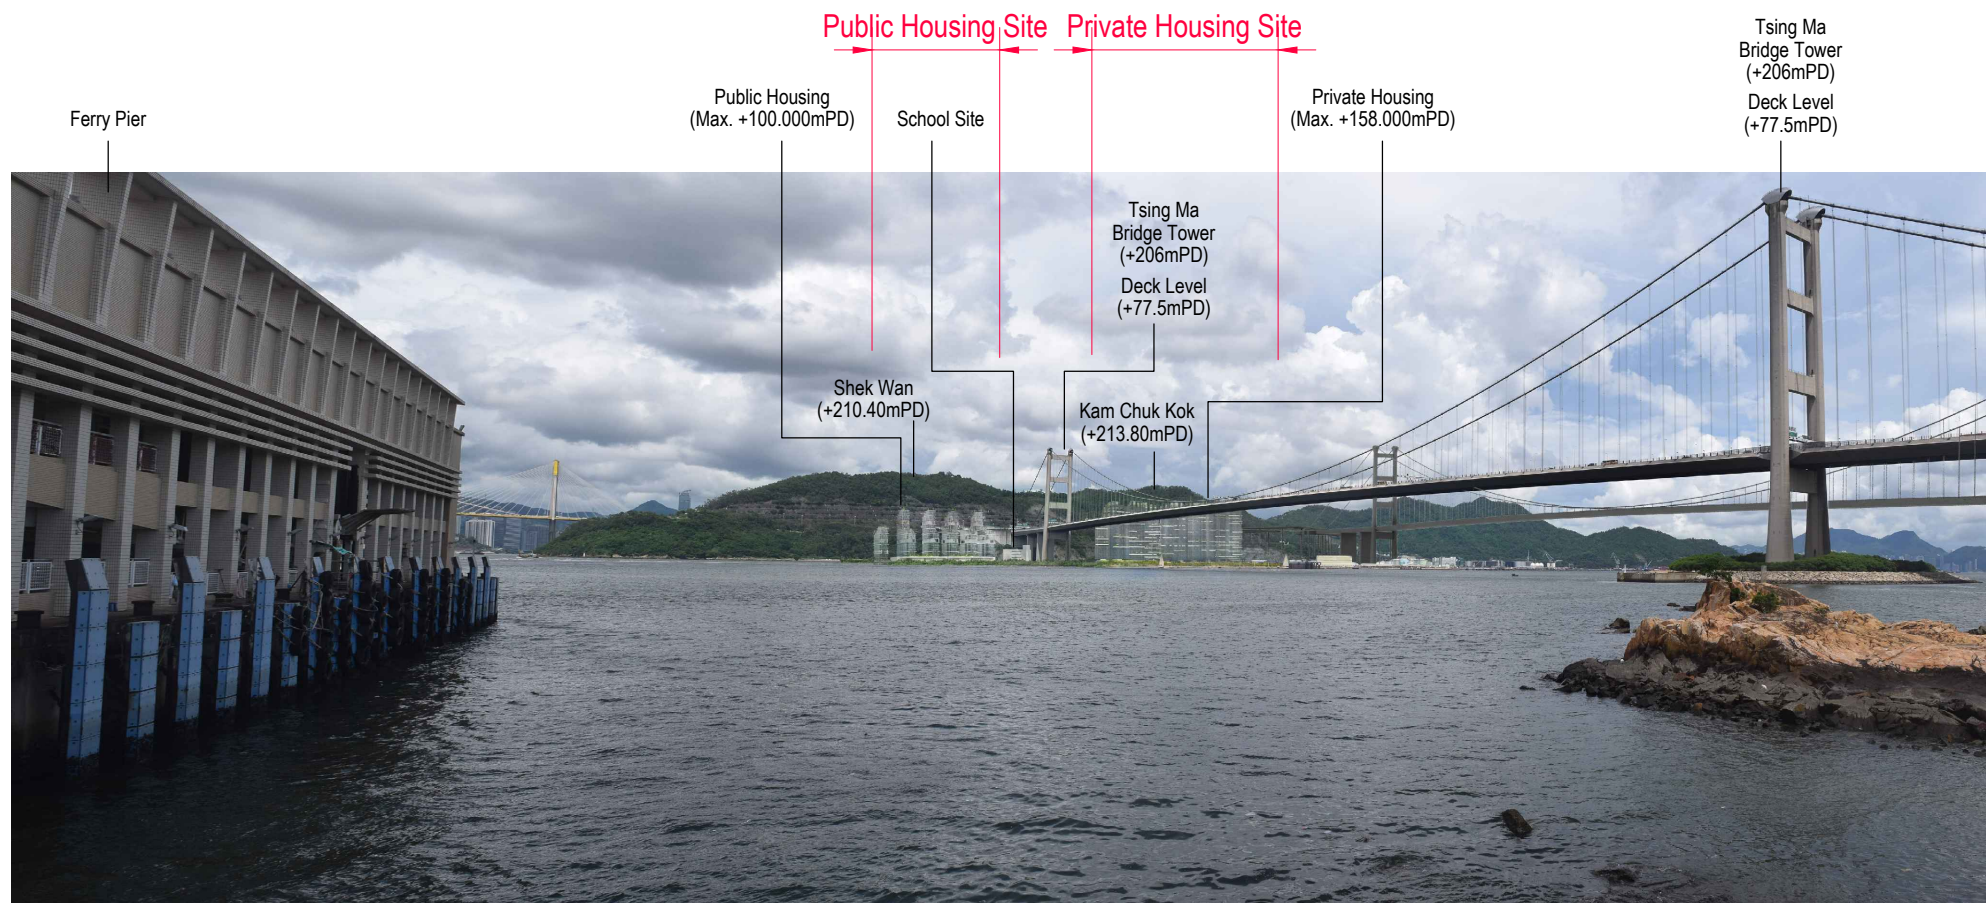 Public Housing Site
Private Housing Site
Tsing Ma
Bridge Tower
(+206mPD)
Deck Level
(+77.5mPD)
Ferry Pier
Public Housing
(Max. +100.000mPD)
School Site
Private Housing
(Max. +158.000mPD)
Tsing Ma
Bridge Tower
(+206mPD)
Deck Level
(+77.5mPD)
Shek Wan
(+210.40mPD)
Kam Chuk Kok
(+213.80mPD)